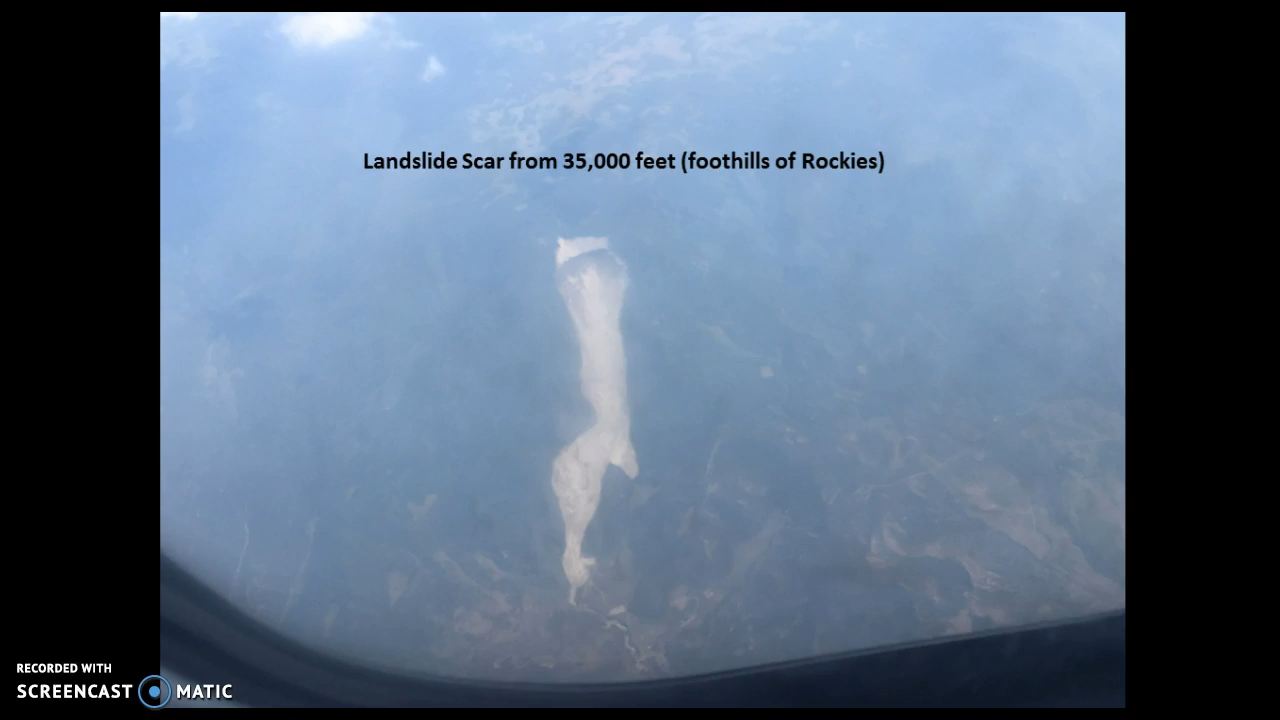 Landslide Scar from 35,000 feet (foothills of Rockies)
RECORDED WITH
SCREENCAST MATIC